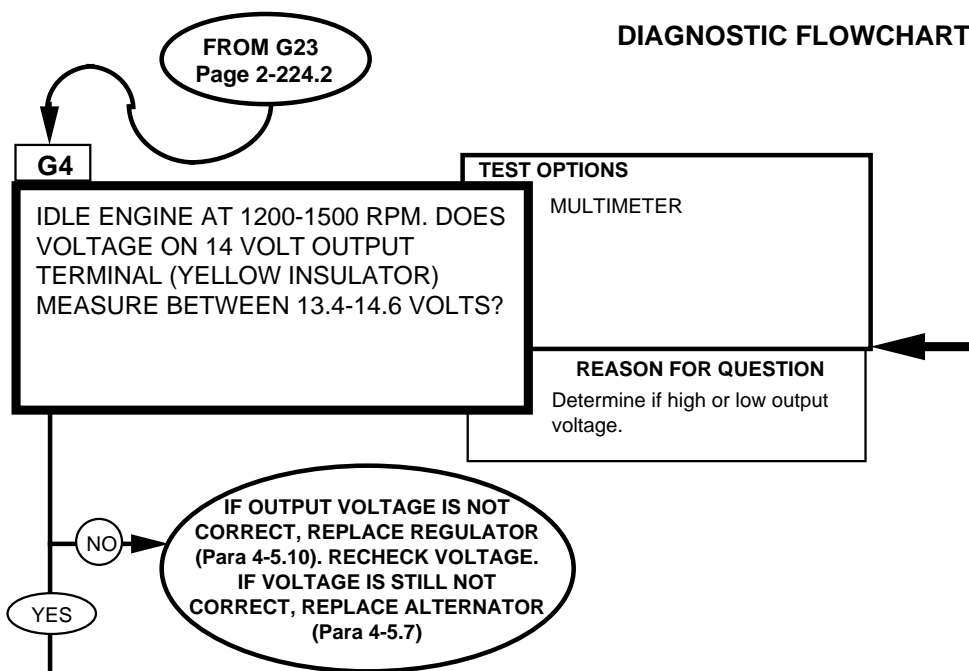 DIAGNOSTIC FLOWCHART
FROM G23
Page 2-224.2
G4
IDLE ENGINE AT 1200-1500 RPM. DOES
VOLTAGE ON 14 VOLT OUTPUT
TERMINAL (YELLOW INSULATOR)
MEASURE BETWEEN 13.4-14.6 VOLTS?
TEST OPTIONS
MULTIMETER
REASON FOR QUESTION
Determine if high or low output
voltage.
NO
IF OUTPUT VOLTAGE IS NOT
CORRECT, REPLACE REGULATOR
(Para 4-5.10). RECHECK VOLTAGE.
IF VOLTAGE IS STILL NOT
CORRECT, REPLACE ALTERNATOR
(Para 4-5.7)
YES